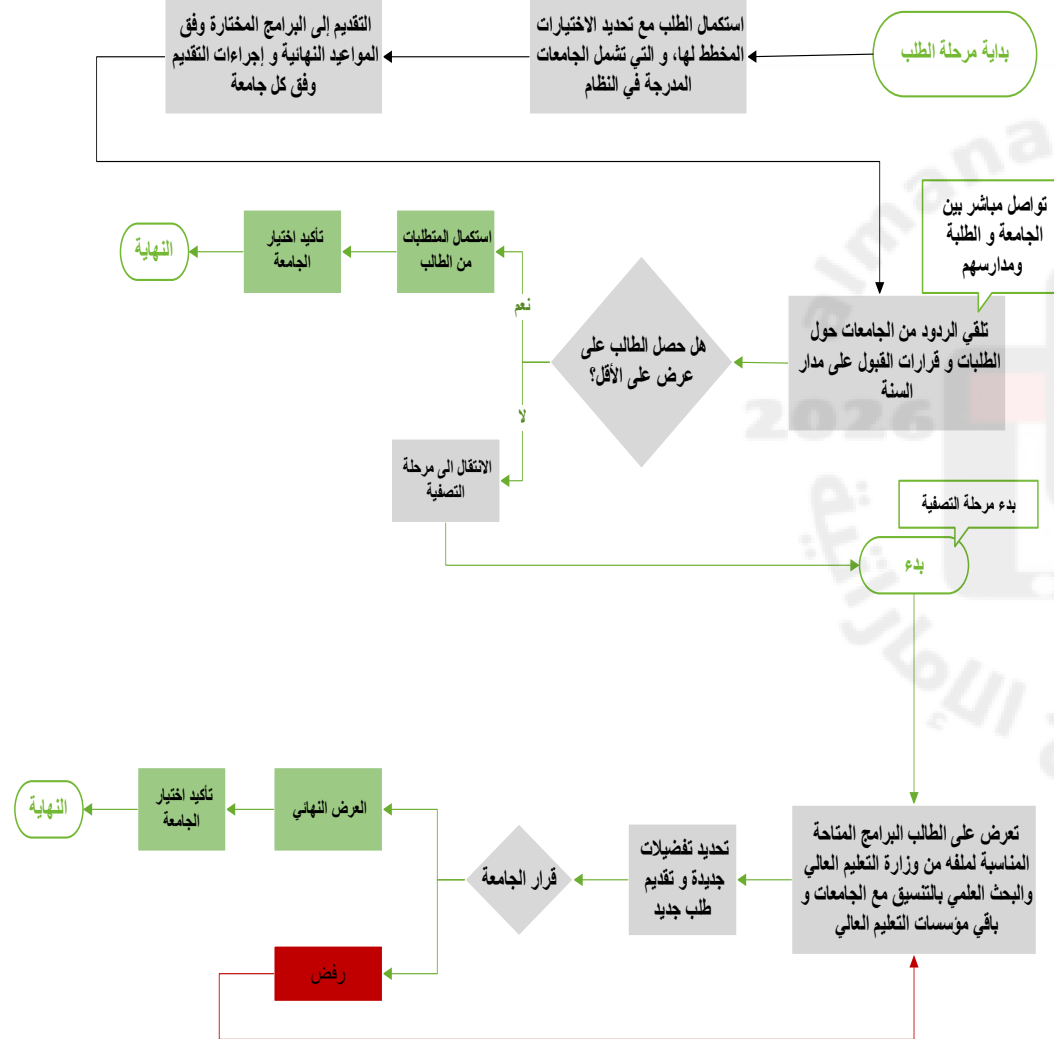 بداية مرحلة الطلب
استكمال الطلب مع تحديد الاختيارات
المخطط لها، و التي تشمل الجامعات
المدرجة في النظام
التقديم إلى البرامج المختارة وفق
المواعيد النهائية و إجراءات التقديم
وفق كل جامعة
تواصل مباشر بين
الجامعة و الطلبة
ومدارسهم
تلقي الردود من الجامعات حول
الطلبات و قرارات القبول على مدار
السنة
هل حصل الطالب على
عرض على الأقل؟
نعم
استكمال المتطلبات
من الطالب
تأكيد اختيار
الجامعة
النهاية
لا
الانتقال الى مرحلة
التصفية
بدء مرحلة التصفية
بدء
تعرض على الطالب البرامج المتاحة
المناسبة لملفه من وزارة التعليم العالي
والبحث العلمي بالتنسيق مع الجامعات و
باقي مؤسسات التعليم العالي
تحديد تفضيلات
جديدة و تقديم
طلب جديد
قرار الجامعة
العرض النهائي
تأكيد اختيار
الجامعة
النهاية
رفض
almana
2026